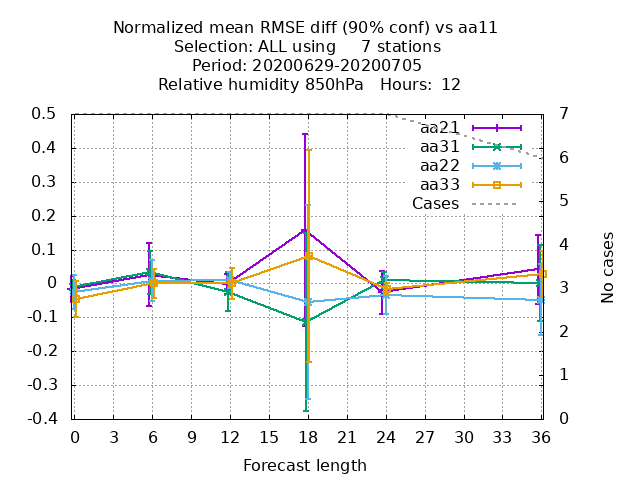 Normalized mean RMSE diff (90% conf) vs aa11
Selection: ALL using 7 stations
Period: 20200629-20200705
Relative humidity 850hPa Hours: 12
0.5
0.4
0.3
0.2
0.1
0
-0.1
-0.2
-0.3
-0.4
7
6
5
4
3
2
1
0
aa21
aa31
aa22
aa33
Cases
No cases
0 3 6 9 12 15 18 21 24 27 30 33 36
Forecast length